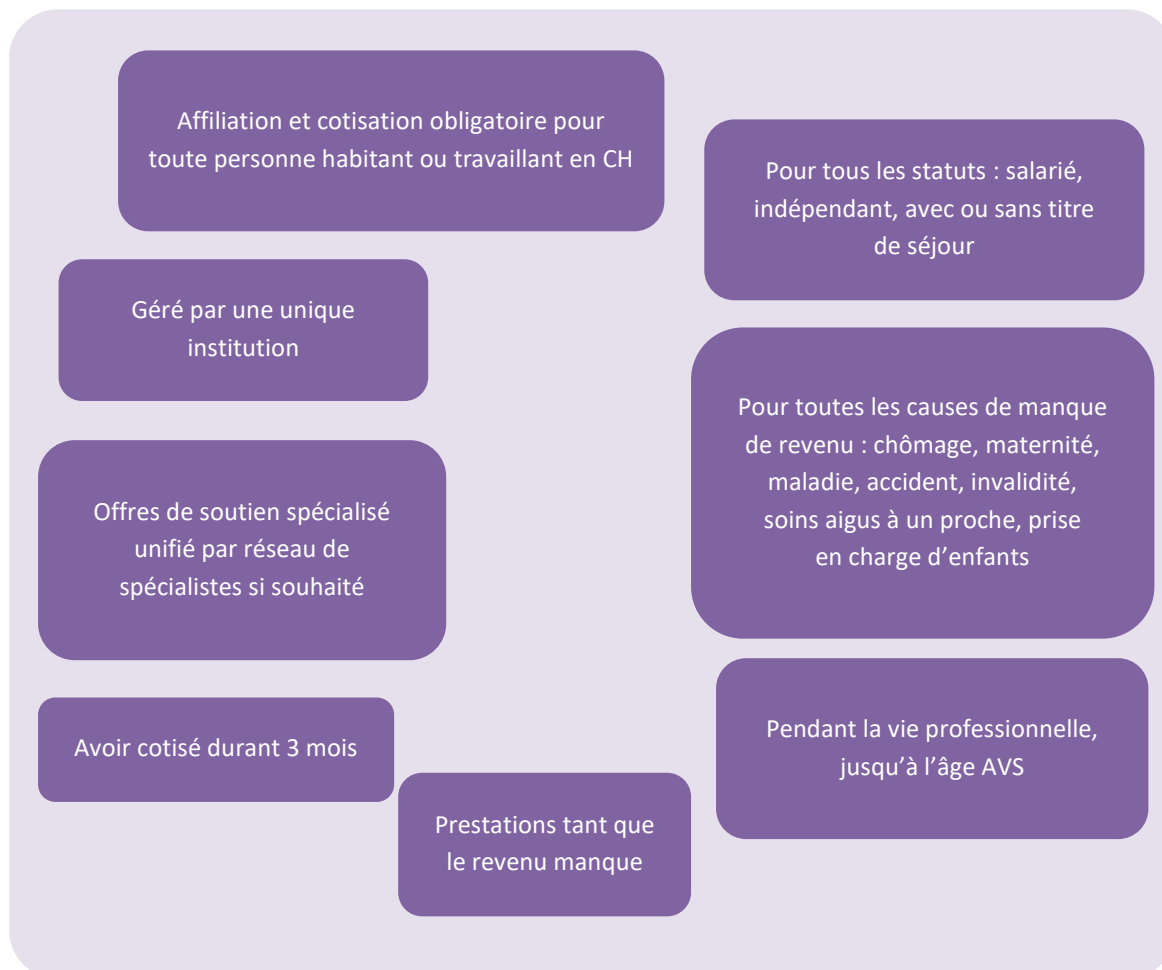 Affiliation et cotisation obligatoire pour
toute personne habitant ou travaillant en CH
Pour tous les statuts : salarié,
indépendant, avec ou sans titre
de séjour
Géré par une unique
institution
Pour toutes les causes de manque
de revenu : chômage, maternité,
maladie, accident, invalidité,
soins aigus à un proche, prise
en charge d’enfants
Offres de soutien spécialisé
unifié par réseau de
spécialistes si souhaité
Pendant la vie professionnelle,
jusqu’à l’âge AVS
Avoir cotisé durant 3 mois
Prestations tant que
le revenu manque